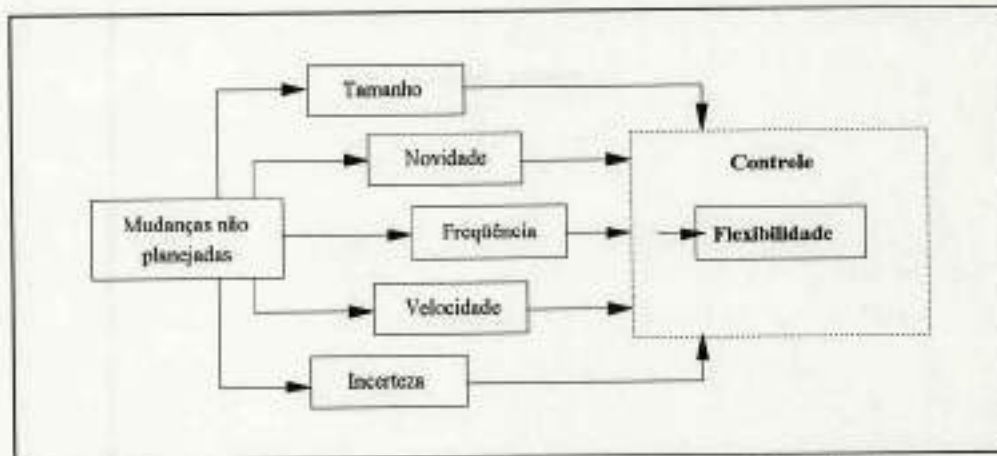 Tamanho
Novidade
Controle
Mudanças não
planejadas
Freqüência
Flexibilidade
Velocidade
Incerteza